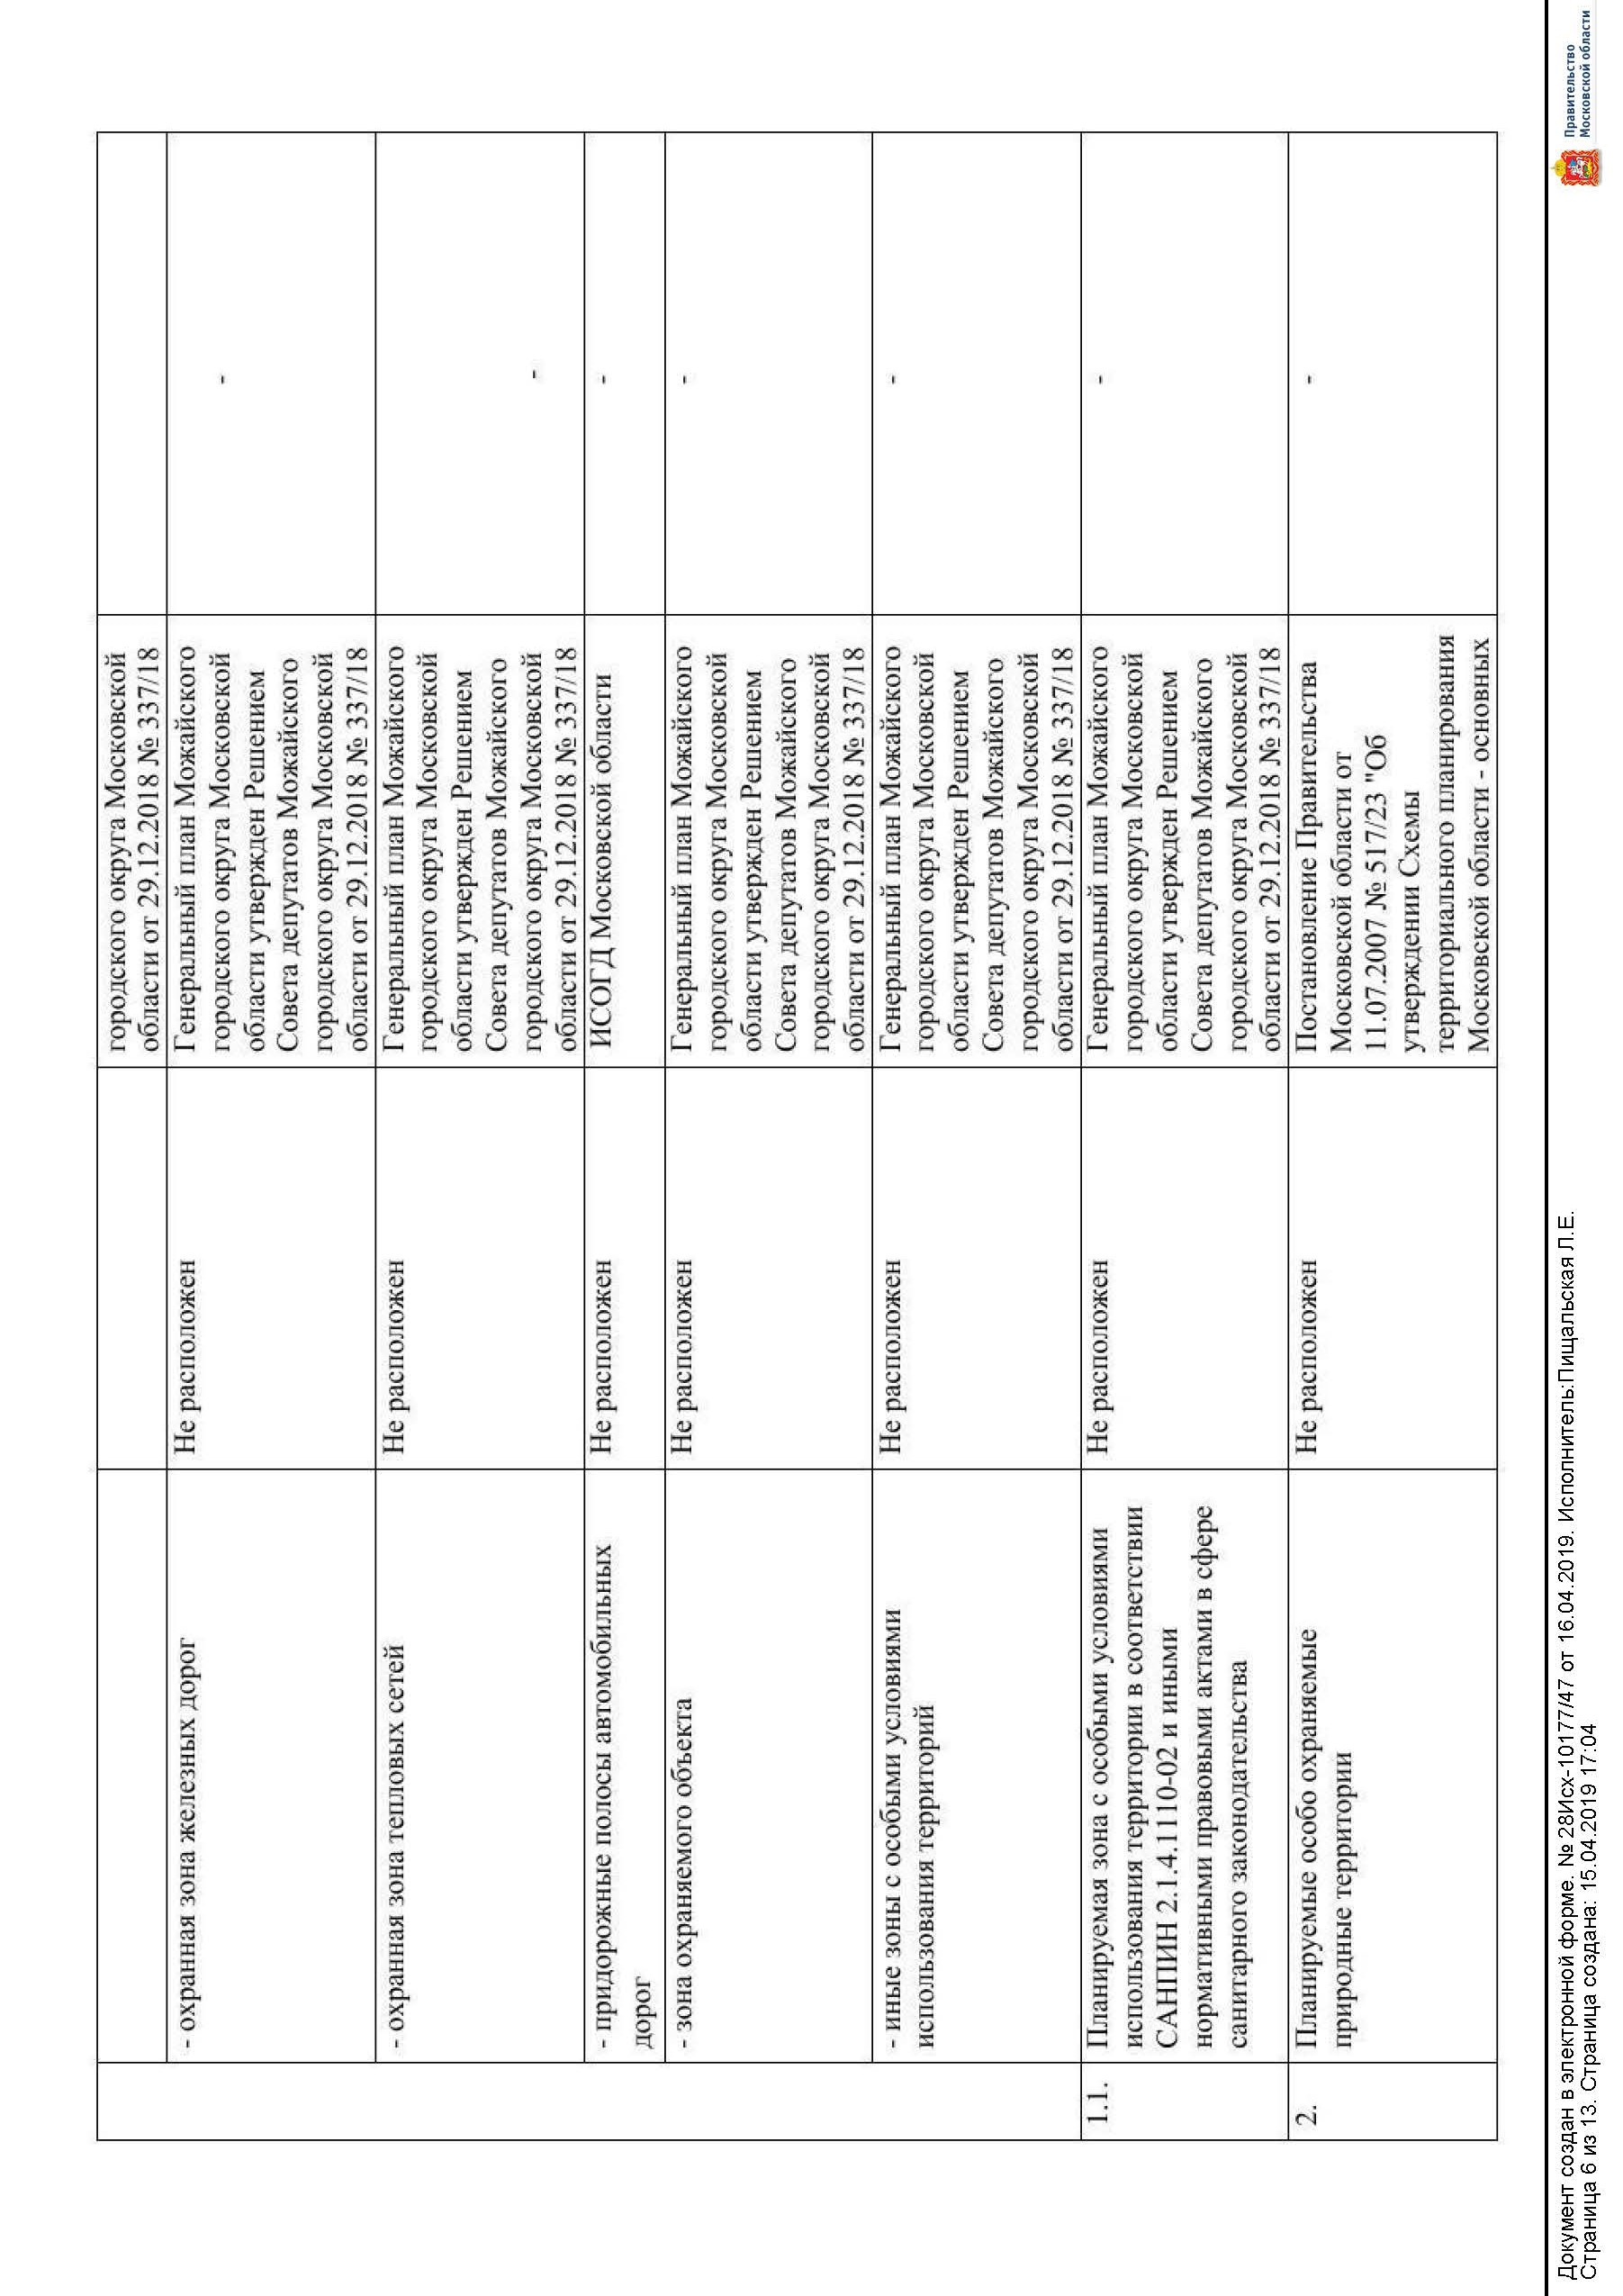 городского округа Московской
области от 29.12.2018 № 337/18
- охранная зона железных дорог
Не расположен
Генеральный план Можайского
городского округа Московской
области утвержден Решением
Совета депутатов Можайского
городского округа Московской
области от 29.12.2018 № 337/18
-
- охранная зона тепловых сетей
Не расположен
Генеральный план Можайского
городского округа Московской
области утвержден Решением
Совета депутатов Можайского
городского округа Московской
области от 29.12.2018 № 337/18
-
- придорожные полосы автомобильных
дорог
Не расположен
ИСОГД Московской области
-
- зона охраняемого объекта
Не расположен
Генеральный план Можайского
городского округа Московской
области утвержден Решением
Совета депутатов Можайского
городского округа Московской
области от 29.12.2018 № 337/18
-
- иные зоны с особыми условиями
использования территорий
Не расположен
Генеральный план Можайского
городского округа Московской
области утвержден Решением
Совета депутатов Можайского
городского округа Московской
области от 29.12.2018 № 337/18
-
1.1.
Планируемая зона с особыми условиями
использования территории в соответствии
САНПИН 2.1.4.1110-02 и иными
нормативными правовыми актами в сфере
санитарного законодательства
Не расположен
Генеральный план Можайского
городского округа Московской
области утвержден Решением
Совета депутатов Можайского
городского округа Московской
области от 29.12.2018 № 337/18
-
2.
Планируемые особо охраняемые
природные территории
Не расположен
Постановление Правительства
Московской области от
11.07.2007 № 517/23 "Об
утверждении Схемы
территориального планирования
Московской области - основных
-
Документ создан в электронной форме. № 28Исх-10177/47 от 16.04.2019. Исполнитель:Пищальская Л.Е.
Страница 6 из 13. Страница создана: 15.04.2019 17:04
Правительство
Московской области